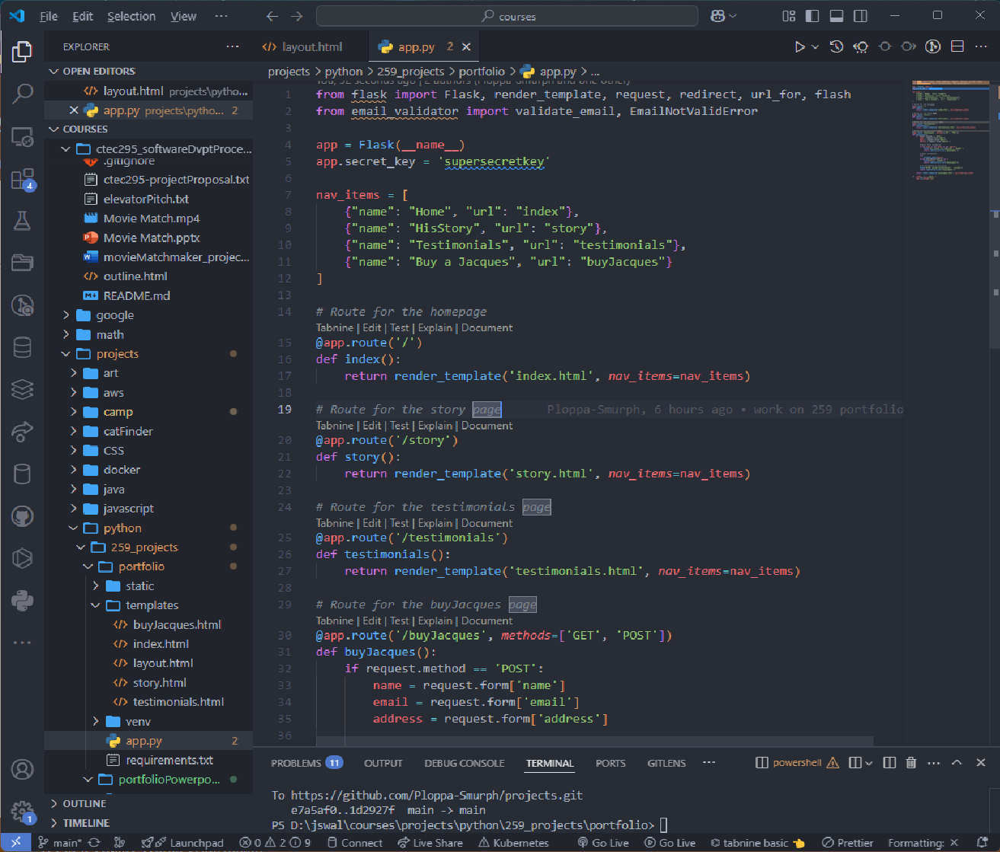 File Edit Selection View ··· courses
EXPLORER ···
layout.html
app.py 2
OPEN EDITORS
layout.html projects\pytho...
app.py projects\pytho... 2
COURSES
ctec295_softwareDvptProce...
.gitignore
ctec295-projectProposal.txt
elevatorPitch.txt
Movie Match.mp4
Movie Match.pptx
movieMatchmaker_projec...
outline.html
README.md
google
math
projects
art
aws
camp
catFinder
CSS
docker
java
javascript
python
259_projects
portfolio
static
templates
buyJacques.html
index.html
layout.html
story.html
testimonials.html
venv
app.py 2
requirements.txt
portfolioPowerpo...
OUTLINE
TIMELINE
4
1
projects > python > 259_projects > portfolio > app.py > ...
You, 52 seconds ago | 2 authors (Ploppa-Smurph and one other)
1 from flask import Flask, render_template, request, redirect, url_for, flash
2 from email_validator import validate_email, EmailNotValidError
3
4 app = Flask(__name__)
5 app.secret_key = 'supersecretkey'
6
7 nav_items = [
8 {"name": "Home", "url": "index"},
9 {"name": "HisStory", "url": "story"},
10 {"name": "Testimonials", "url": "testimonials"},
11 {"name": "Buy a Jacques", "url": "buyJacques"}
12 ]
13
14 # Route for the homepage
Tabnine | Edit | Test | Explain | Document
15 @app.route('/')
16 def index():
17 return render_template('index.html', nav_items=nav_items)
18
19 # Route for the story page Ploppa-Smurph, 6 hours ago • work on 259 portfolio
Tabnine | Edit | Test | Explain | Document
20 @app.route('/story')
21 def story():
22 return render_template('story.html', nav_items=nav_items)
23
24 # Route for the testimonials page
Tabnine | Edit | Test | Explain | Document
25 @app.route('/testimonials')
26 def testimonials():
27 return render_template('testimonials.html', nav_items=nav_items)
28
29 # Route for the buyJacques page
Tabnine | Edit | Test | Explain | Document
30 @app.route('/buyJacques', methods=['GET', 'POST'])
31 def buyJacques():
32 if request.method == 'POST':
33 name = request.form['name']
34 email = request.form['email']
35 address = request.form['address']
36
PROBLEMS 11 OUTPUT DEBUG CONSOLE TERMINAL PORTS GITLENS ··· powershell
To https://github.com/Ploppa-Smurph/projects.git
e7a5af0..1d2927f main -> main
PS D:\jswal\courses\projects\python\259_projects\portfolio>
main* Launchpad 0 2 9 Connect Live Share Kubernetes Go Live Go Live tabnine basic Prettier Formatting: ×